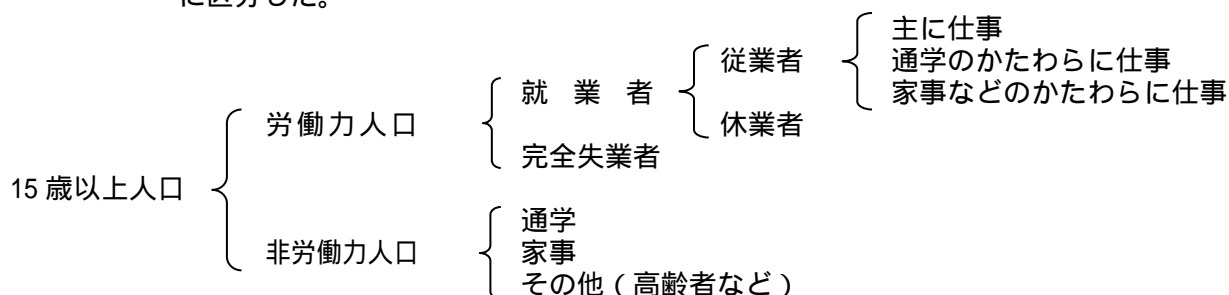 に区分した。
主に仕事
従業者 通学のかたわらに仕事
就 業 者 家事などのかたわらに仕事
労働力人口 休業者
完全失業者
15 歳以上人口
通学
非労働力人口 家事
その他（高齢者など）